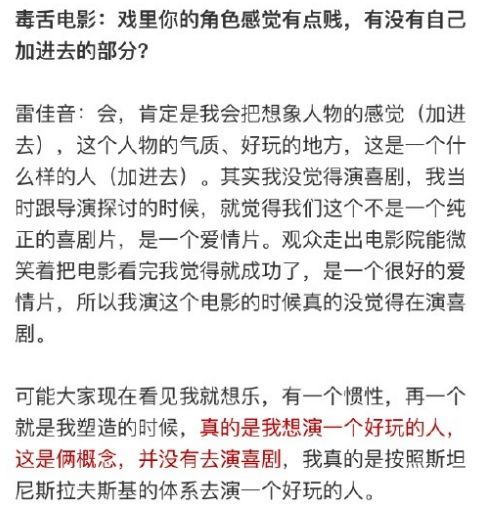 毒舌电影：戏里你的角色感觉有点贱，有没有自己
加进去的部分？
雷佳音：会，肯定是我会把想象人物的感觉（加进
去），这个人物的气质、好玩的地方，这是一个什
么样的人（加进去）。其实我没觉得演喜剧，我当
时跟导演探讨的时候，就觉得我们这个不是一个纯
正的喜剧片，是一个爱情片。观众走出电影院能微
笑着把电影看完我觉得就成功了，是一个很好的爱
情片，所以我演这个电影的时候真的没觉得在演喜
剧。
可能大家现在看见我就想乐，有一个惯性，再一个
就是我塑造的时候，真的是我想演一个好玩的人，
这是俩概念，并没有去演喜剧，我真的是按照斯坦
尼斯拉夫斯基的体系去演一个好玩的人。